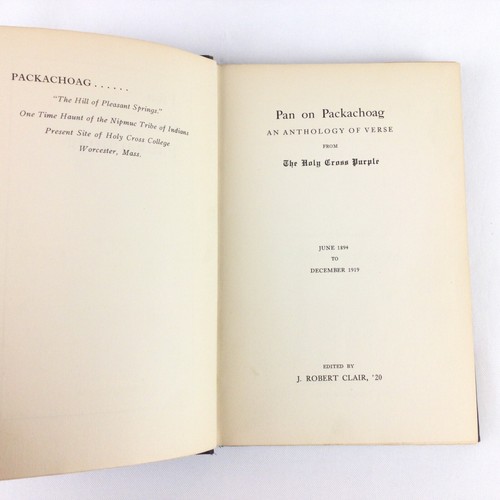 PACKACHOAG . . . . . .
"The Hill of Pleasant Springs."
One Time Haunt of the Nipmuc Tribe of Indians
Present Site of Holy Cross College
Worcester, Mass.
Pan on Packachoag
AN ANTHOLOGY OF VERSE
FROM
The Holy Cross Purple
JUNE 1894
TO
DECEMBER 1919
EDITED BY
J. ROBERT CLAIR, '20